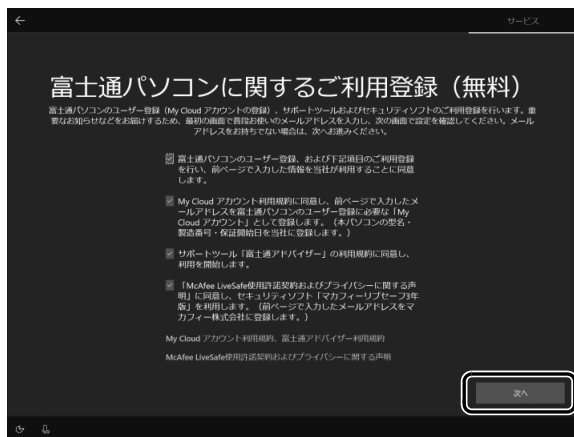 サービス
富士通パソコンに関するご利用登録（無料）
富士通パソコンのユーザー登録（My Cloud アカウントの登録）、サポートツールおよびセキュリティソフトのご利用登録を行います。重
要なお知らせなどをお届けするため、最初の画面で普段お使いのメールアドレスを入力し、次の画面で設定を確認してください。メール
アドレスをお持ちでない場合は、次へお進みください。
富士通パソコンのユーザー登録、および下記項目のご利用登録
を行い、前ページで入力した情報を当社が利用することに同意
します。
My Cloud アカウント利用規約に同意し、前ページで入力したメ
ールアドレスを富士通パソコンのユーザー登録に必要な「My
Cloud アカウント」として登録します。（本パソコンの型名・
製造番号・保証開始日を当社に登録します。）
サポートツール「富士通アドバイザー」の利用規約に同意し、
利用を開始します。
「McAfee LiveSafe使用許諾契約およびプライバシーに関する声
明」に同意し、セキュリティソフト「マカフィーリブセーフ3年
版」を利用します。（前ページで入力したメールアドレスをマ
カフィー株式会社に登録します。）
My Cloud アカウント利用規約、富士通アドバイザー利用規約
McAfee LiveSafe使用許諾契約およびプライバシーに関する声明
次へ